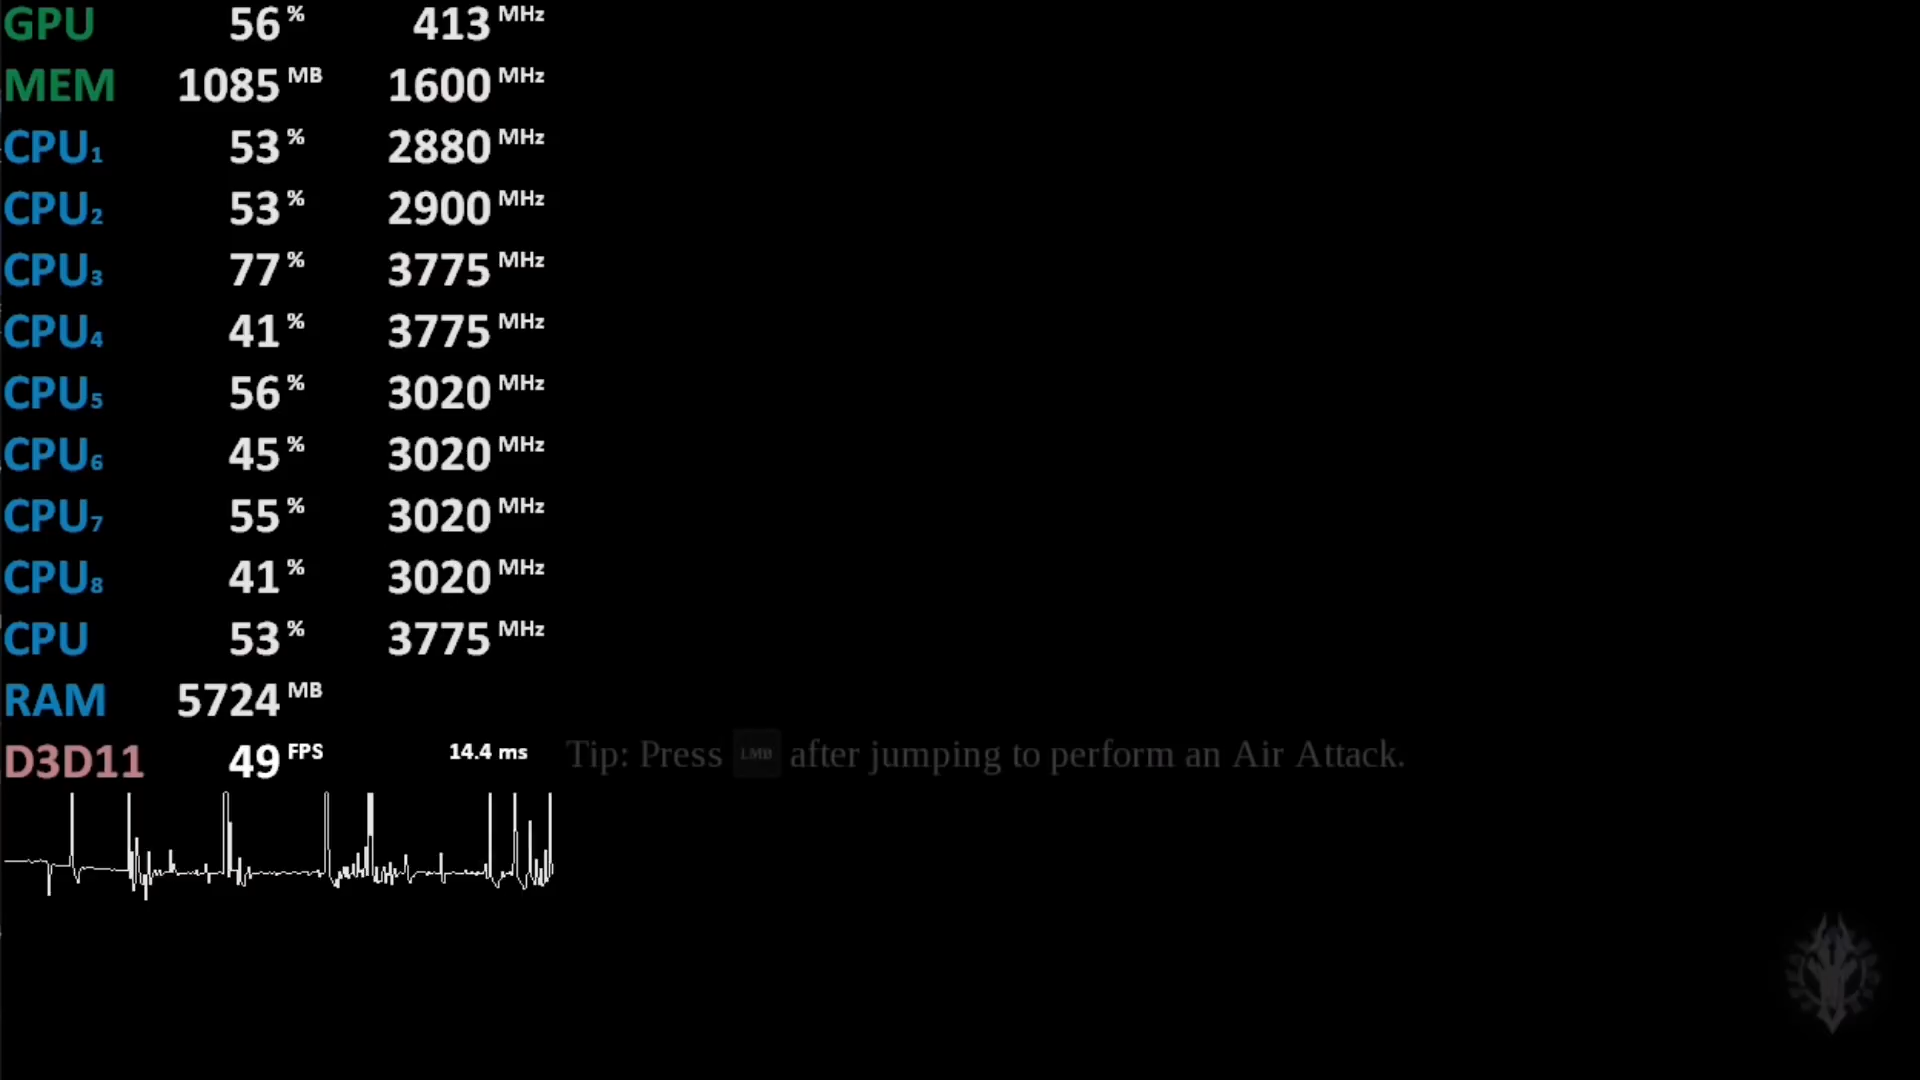 GPU 56 % 413 MHz
MEM 1085 MB 1600 MHz
CPU1 53 % 2880 MHz
CPU2 53 % 2900 MHz
CPU3 77 % 3775 MHz
CPU4 41 % 3775 MHz
CPU5 56 % 3020 MHz
CPU6 45 % 3020 MHz
CPU7 55 % 3020 MHz
CPU8 41 % 3020 MHz
CPU 53 % 3775 MHz
RAM 5724 MB
D3D11 49 FPS 14.4 ms
Tip: Press LMB after jumping to perform an Air Attack.